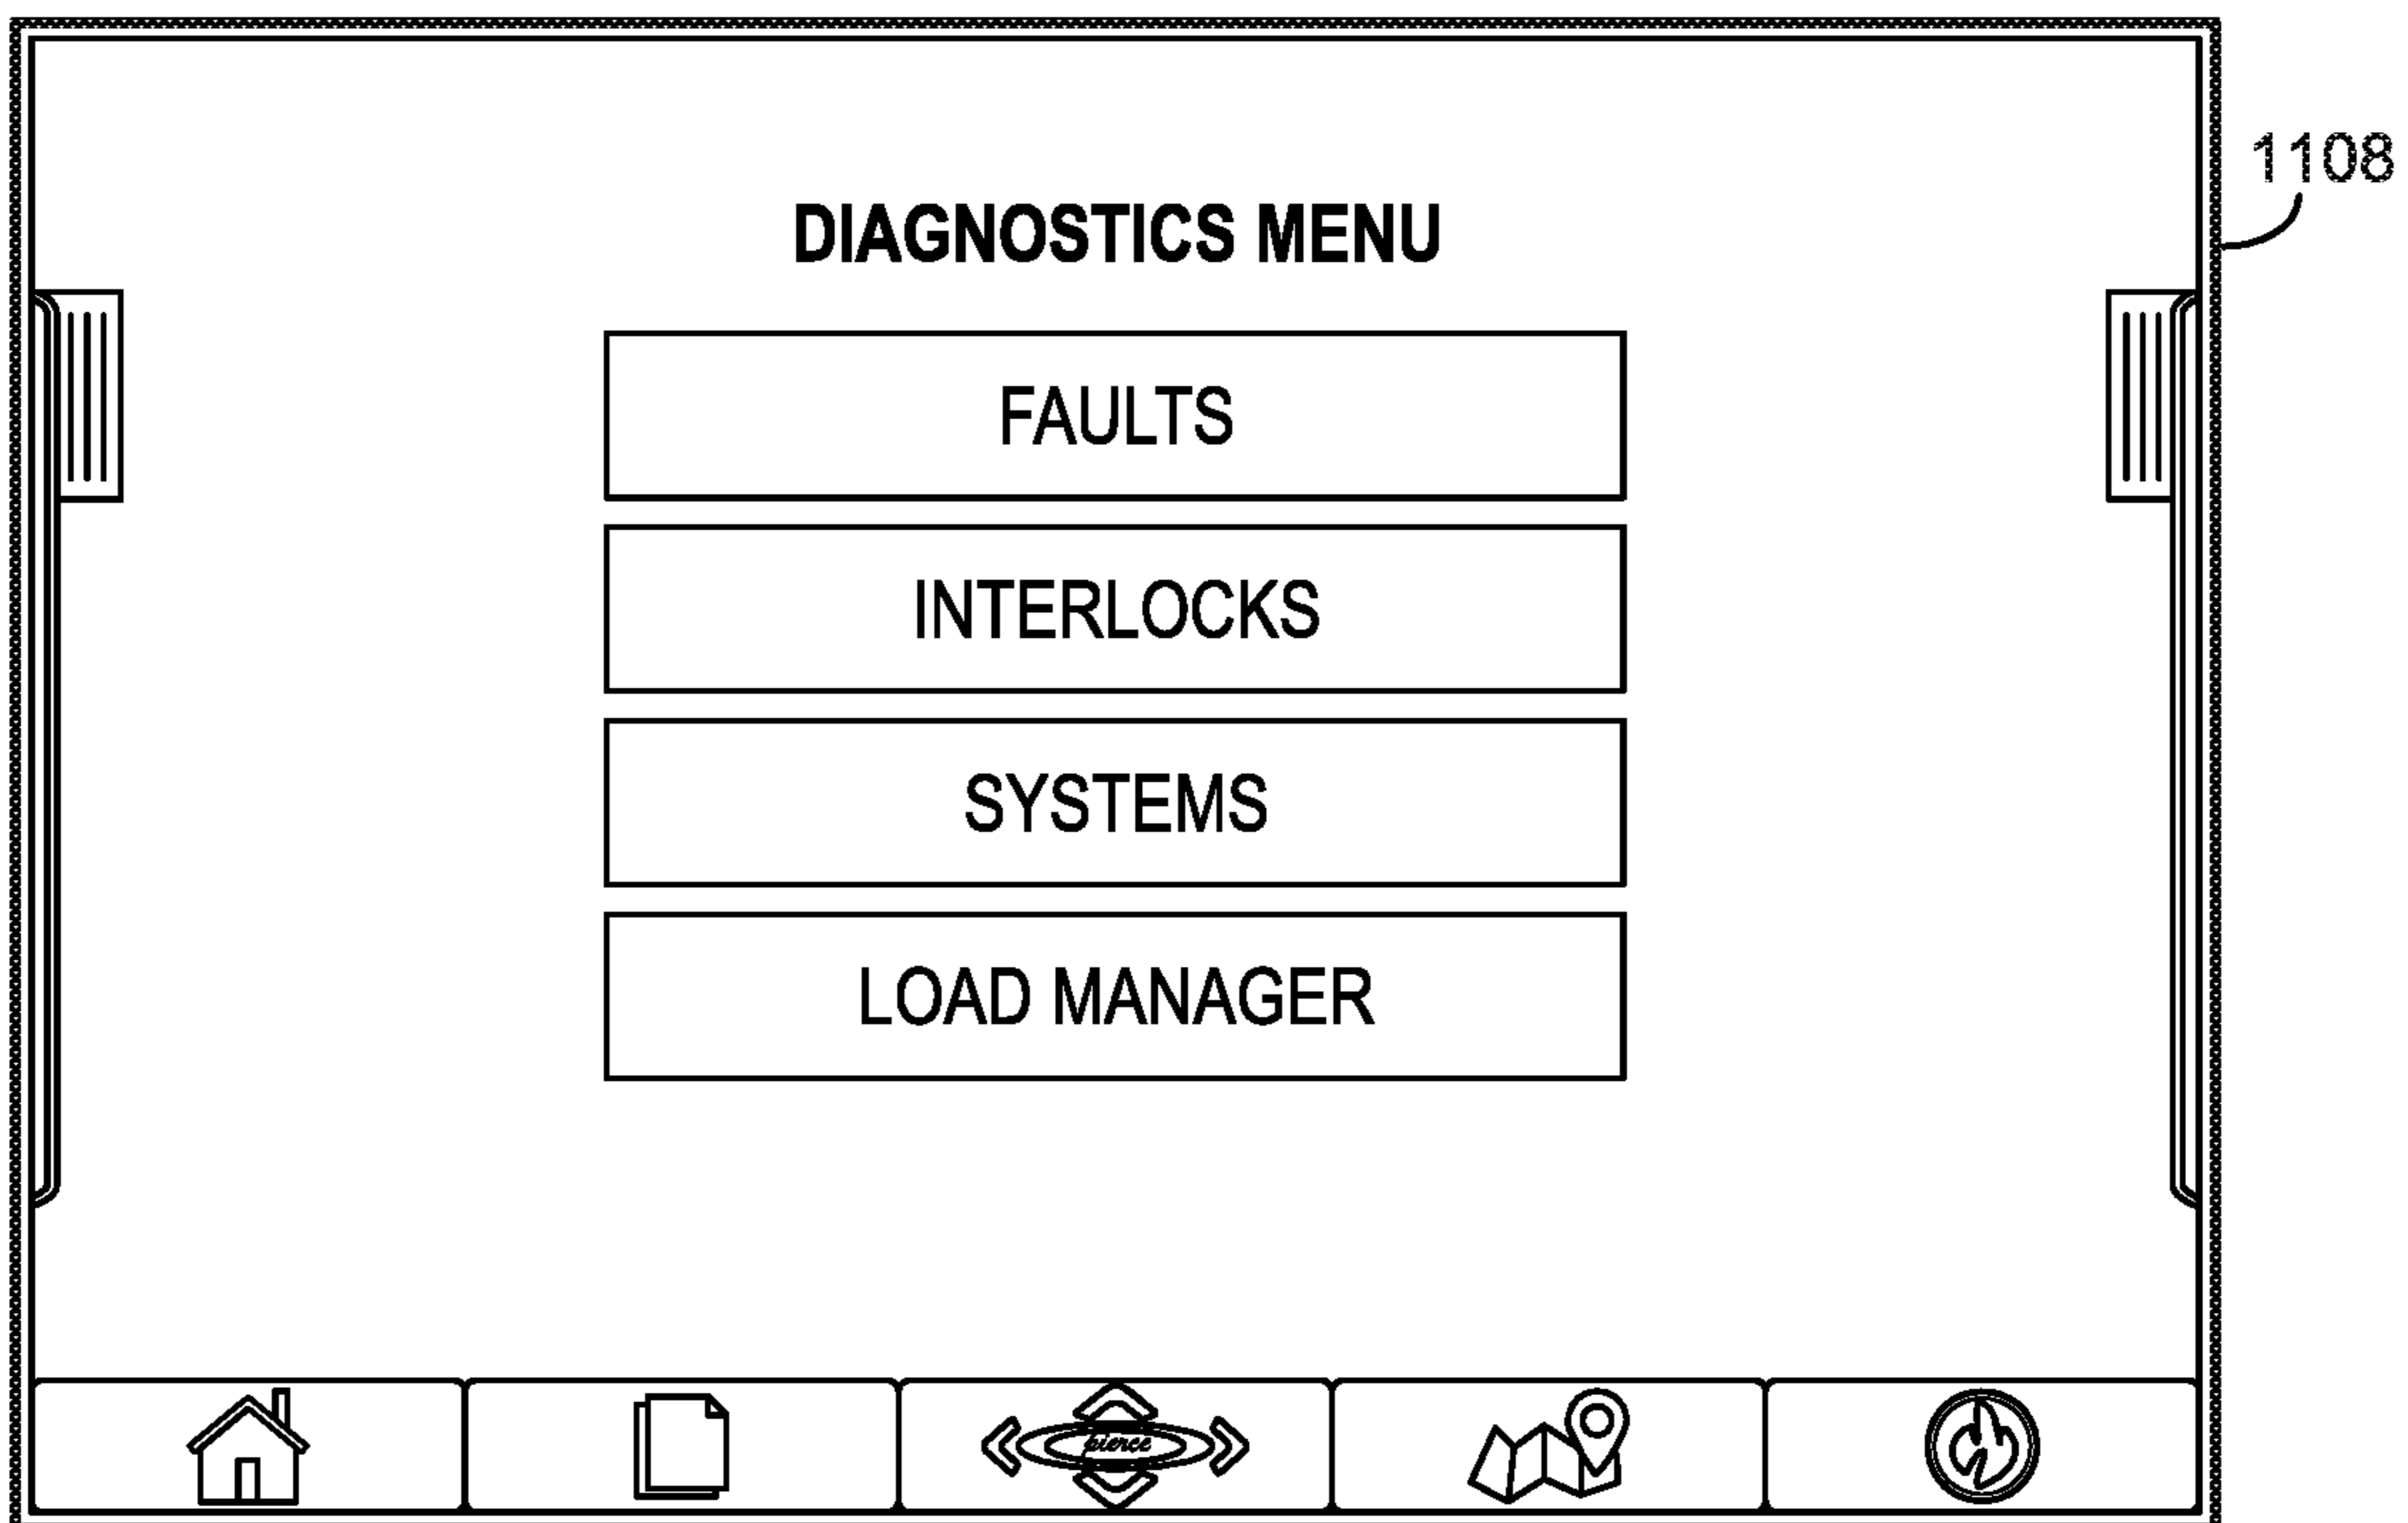 1108
DIAGNOSTICS MENU
FAULTS
INTERLOCKS
SYSTEMS
LOAD MANAGER
pierce